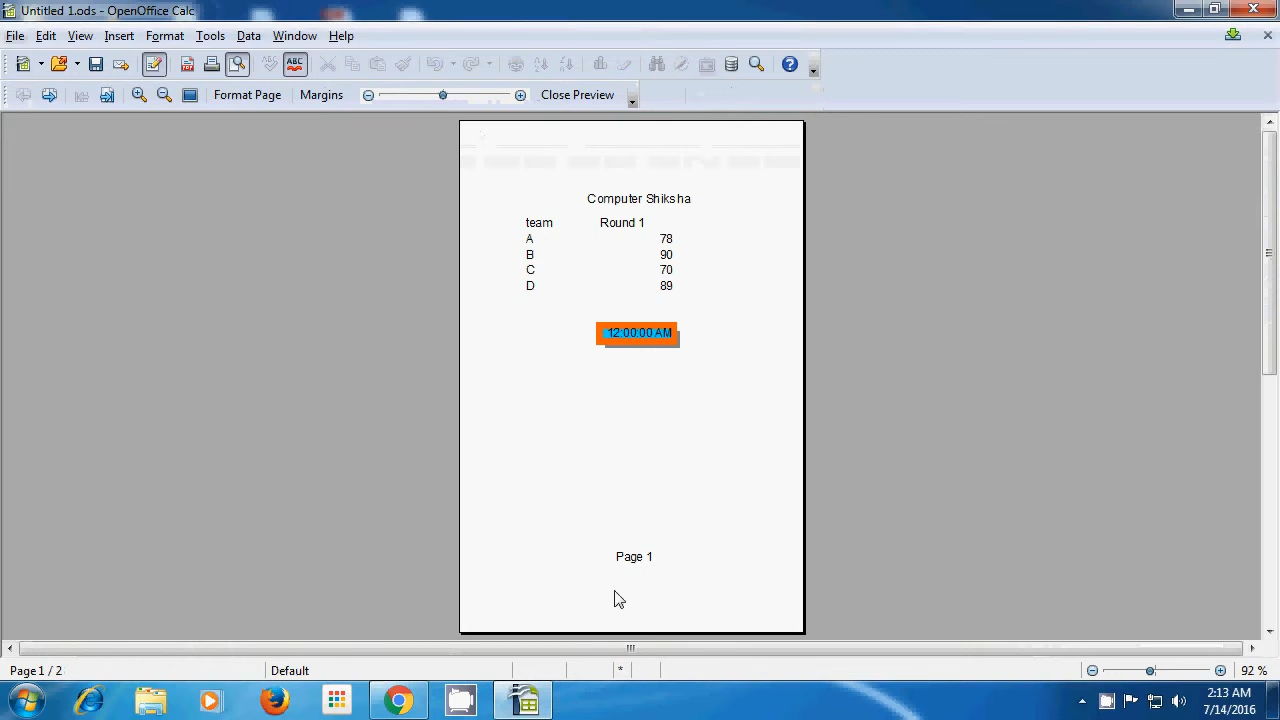 Untitled 1.ods - OpenOffice Calc
File Edit View Insert Format Tools Data Window Help
ABC
Format Page Margins Close Preview
Computer Shiksha
team Round 1
A 78
B 90
C 70
D 89
12:00:00 AM
Page 1
Page 1 / 2 Default * 92 %
2:13 AM
7/14/2016